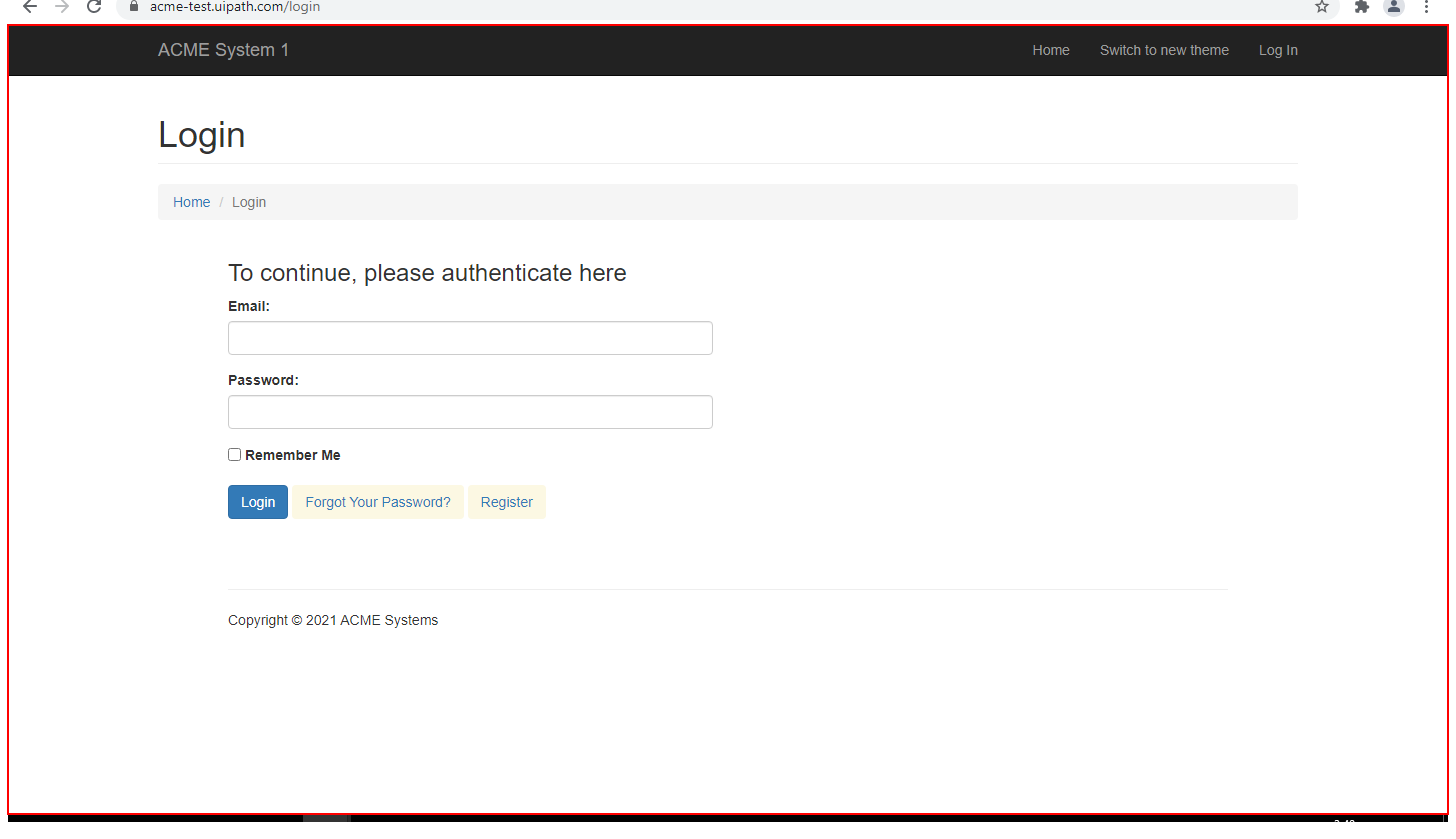 acme-test.uipath.com/login
ACME System 1 Home Switch to new theme Log In
Login
Home / Login
To continue, please authenticate here
Email:
Password:
Remember Me
Login Forgot Your Password? Register
Copyright © 2021 ACME Systems